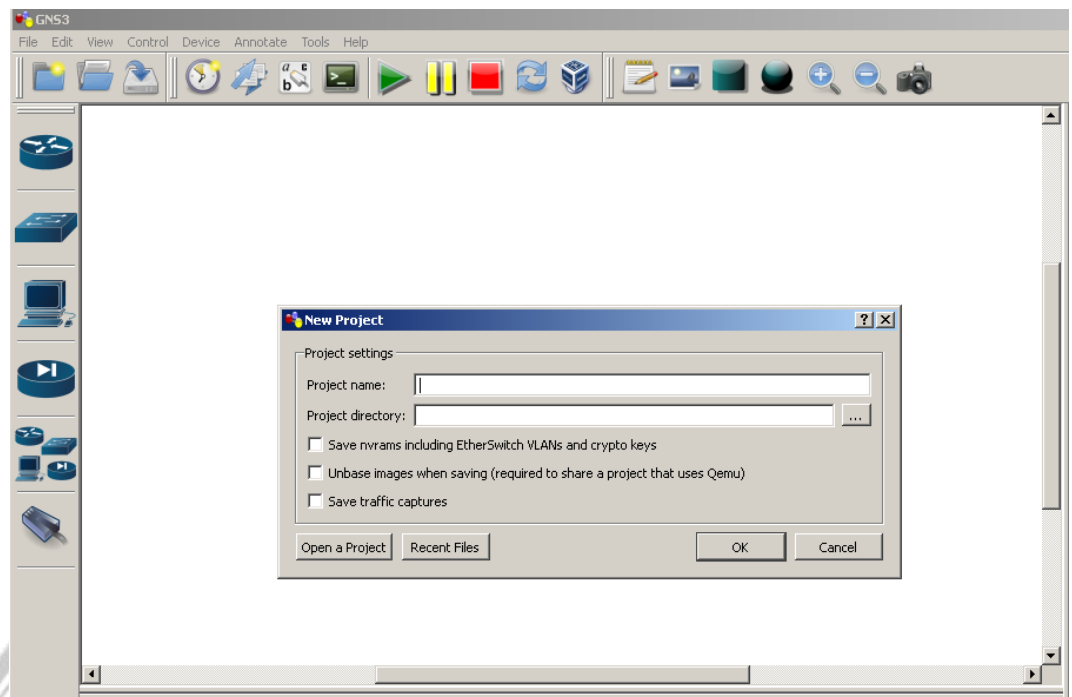 GNS3
File Edit View Control Device Annotate Tools Help
New Project
Project settings
Project name:
Project directory:
...
Save nvrams including EtherSwitch VLANs and crypto keys
Unbase images when saving (required to share a project that uses Qemu)
Save traffic captures
Open a Project Recent Files OK Cancel